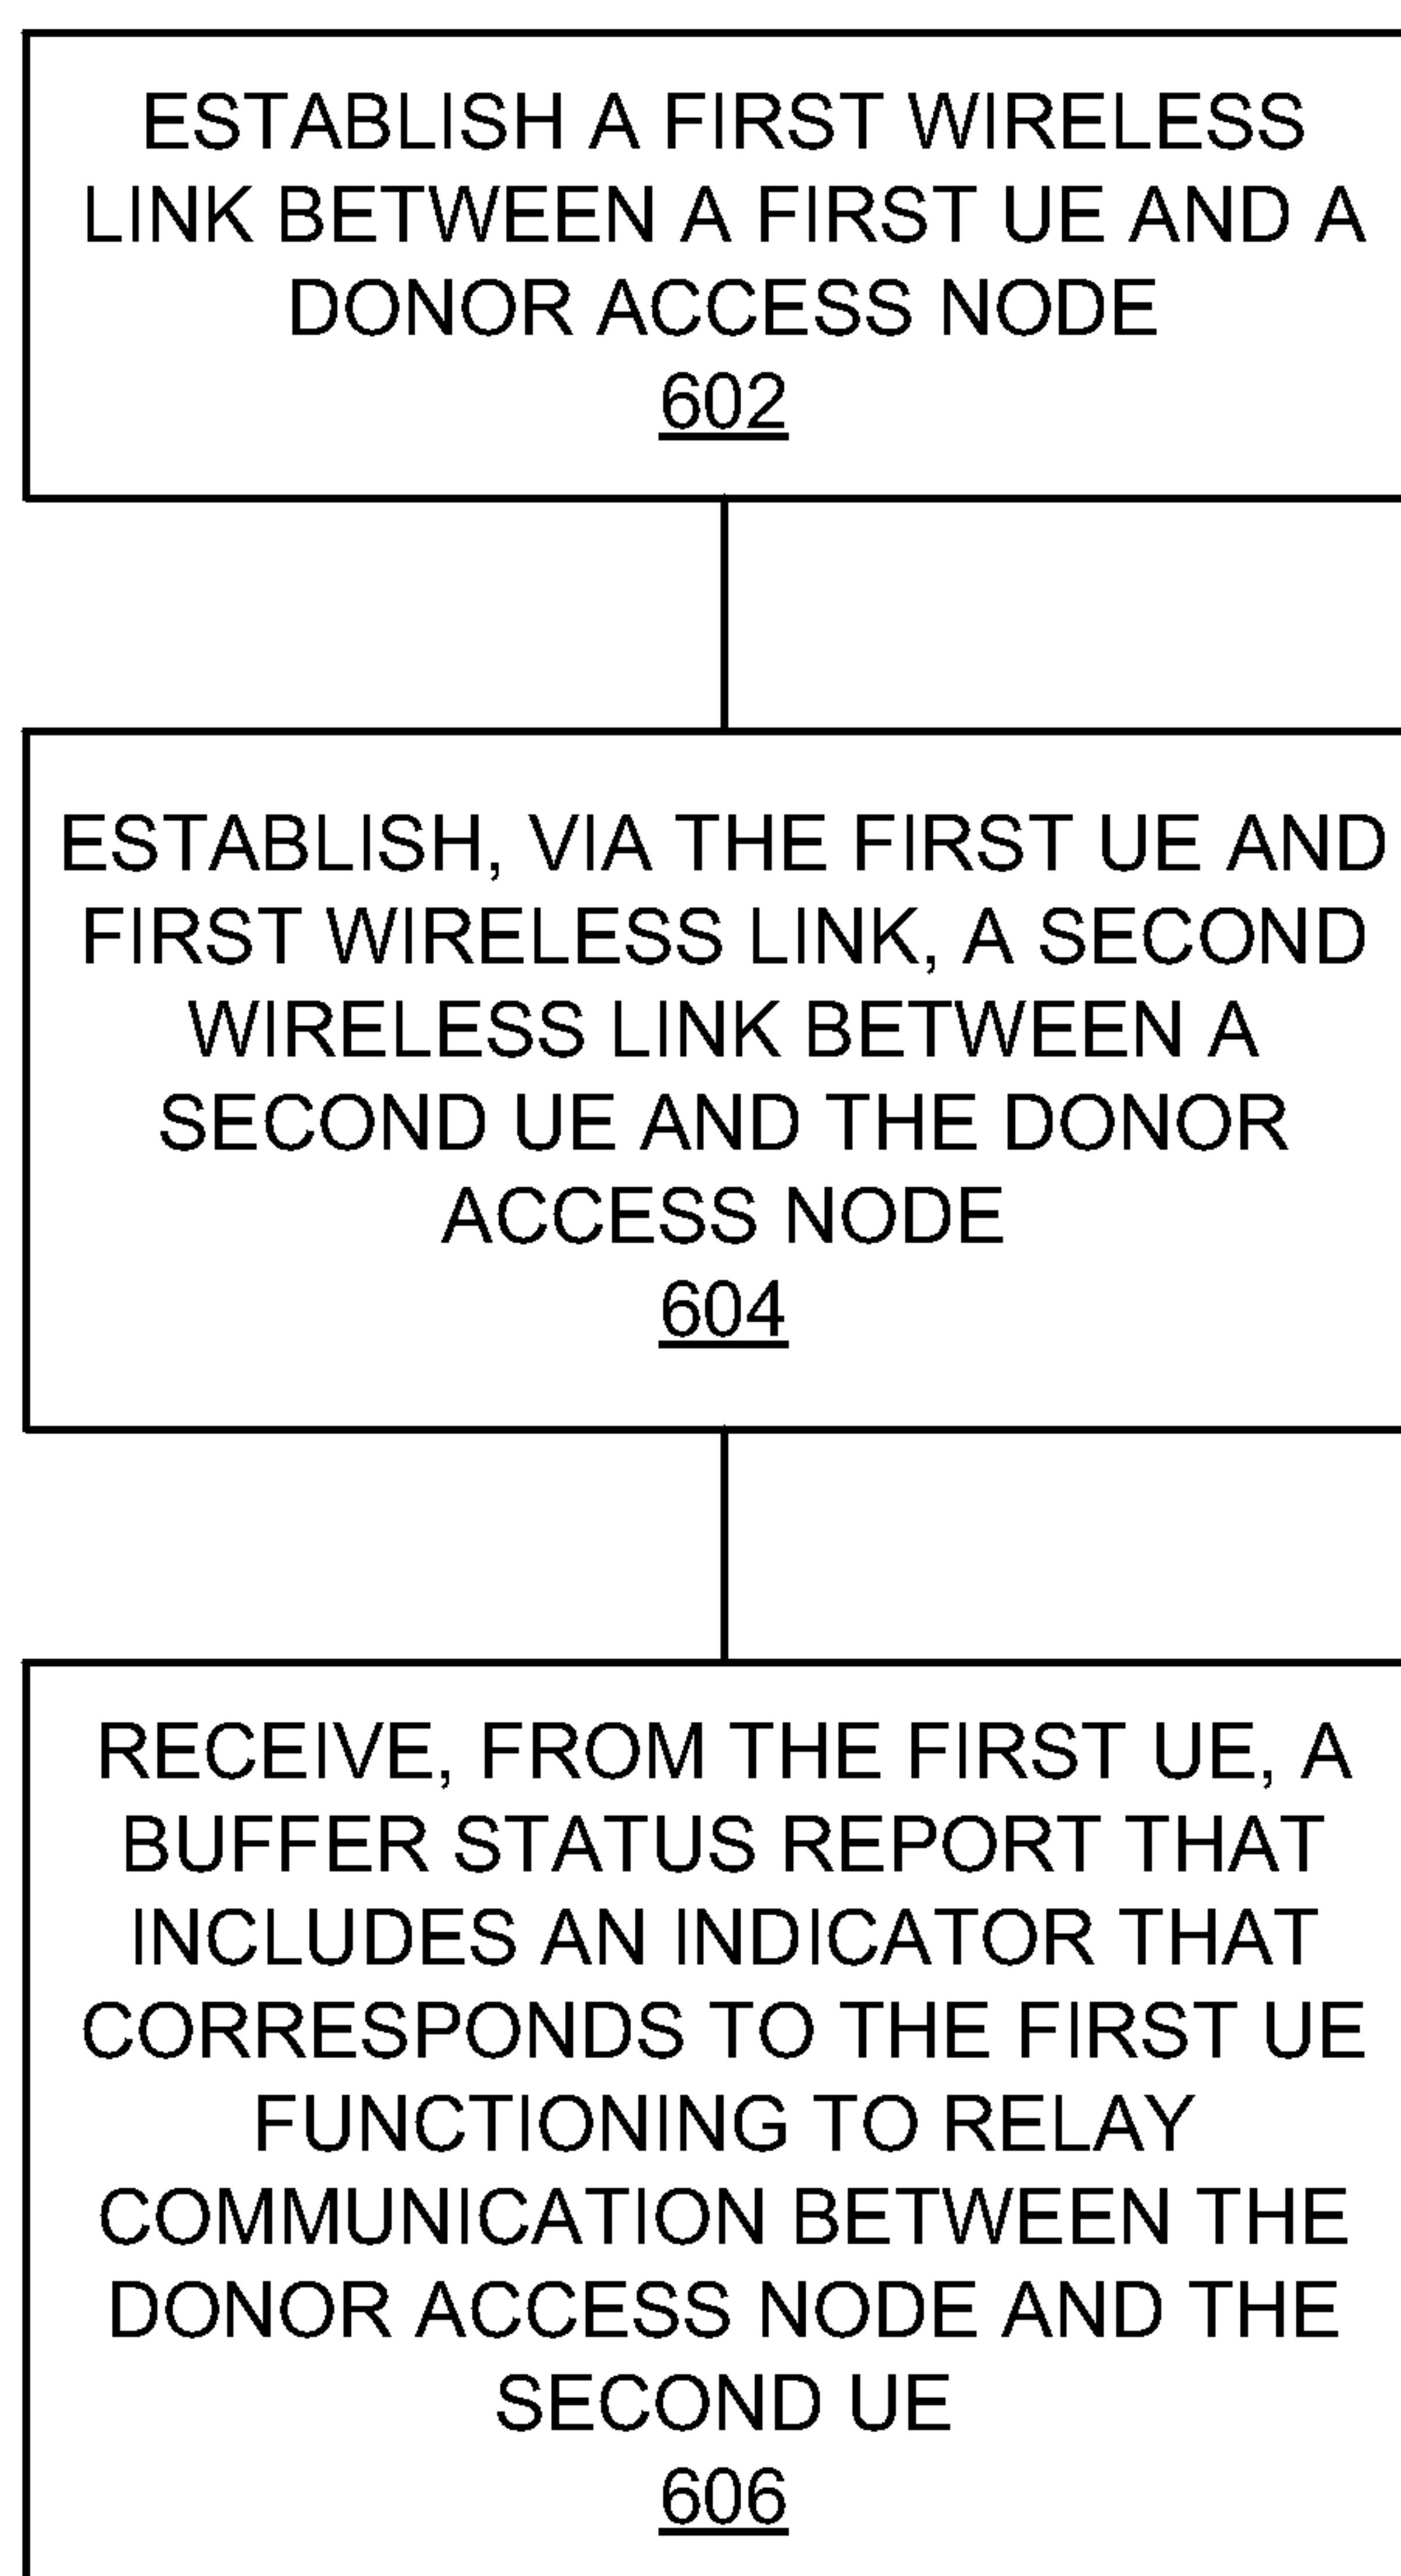 ESTABLISH A FIRST WIRELESS
LINK BETWEEN A FIRST UE AND A
DONOR ACCESS NODE
602
ESTABLISH, VIA THE FIRST UE AND
FIRST WIRELESS LINK, A SECOND
WIRELESS LINK BETWEEN A
SECOND UE AND THE DONOR
ACCESS NODE
604
RECEIVE, FROM THE FIRST UE, A
BUFFER STATUS REPORT THAT
INCLUDES AN INDICATOR THAT
CORRESPONDS TO THE FIRST UE
FUNCTIONING TO RELAY
COMMUNICATION BETWEEN THE
DONOR ACCESS NODE AND THE
SECOND UE
606